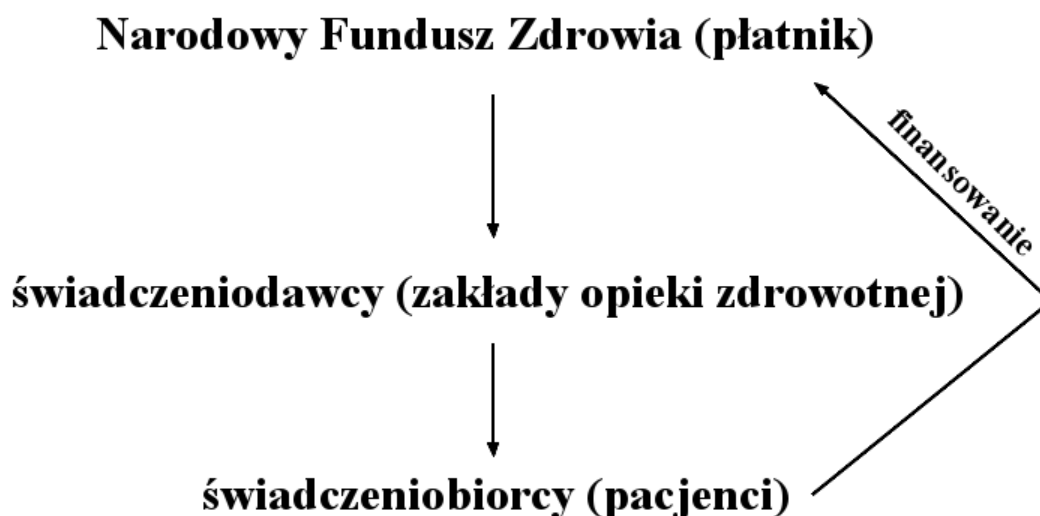 Narodowy Fundusz Zdrowia (płatnik)
finansowanie
świadczeniodawcy (zakłady opieki zdrowotnej)
świadczeniobiorcy (pacjenci)